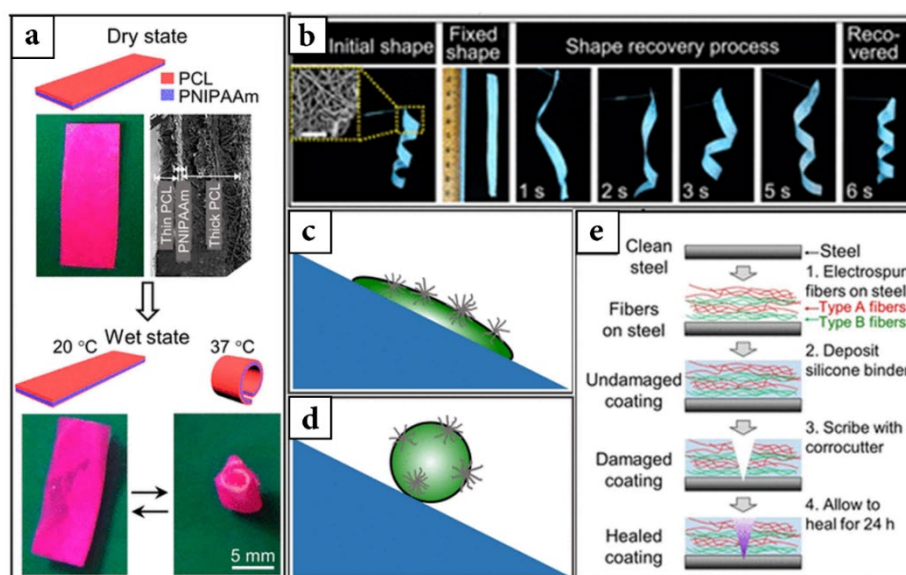 a
Dry state
PCL
PNIPAAm
Thin PCL
PNIPAAm
Thick PCL
Wet state
20 °C
37 °C
5 mm
b
Initial shape
Fixed
shape
Shape recovery process
Reco-
vered
1 s
2 s
3 s
5 s
6 s
c
d
e
Clean
steel
Steel
1. Electrospun
fibers on steel
Fibers
on steel
Type A fibers
Type B fibers
2. Deposit
silicone binder
Undamaged
coating
3. Scribe with
corrocutter
Damaged
coating
4. Allow to
heal for 24 h
Healed
coating